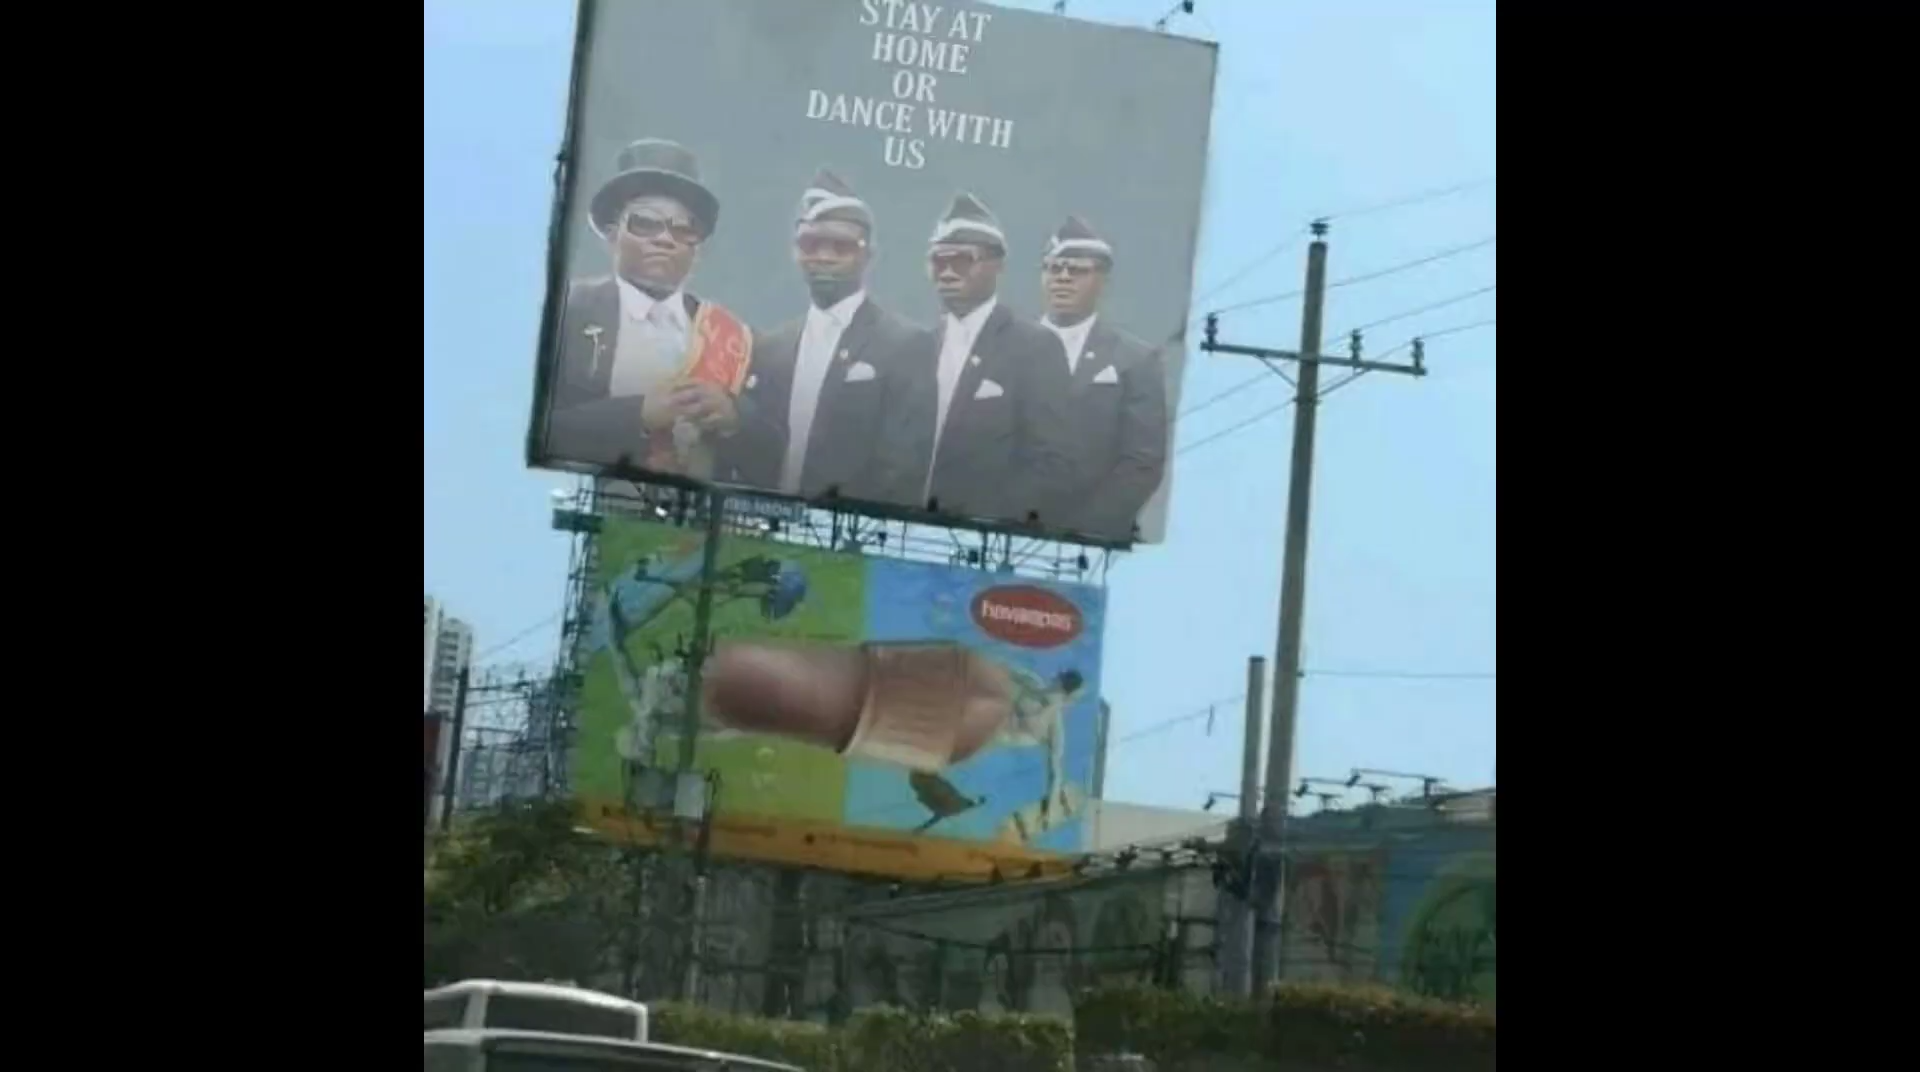 STAY AT
HOME
OR
DANCE WITH
US
havaianas